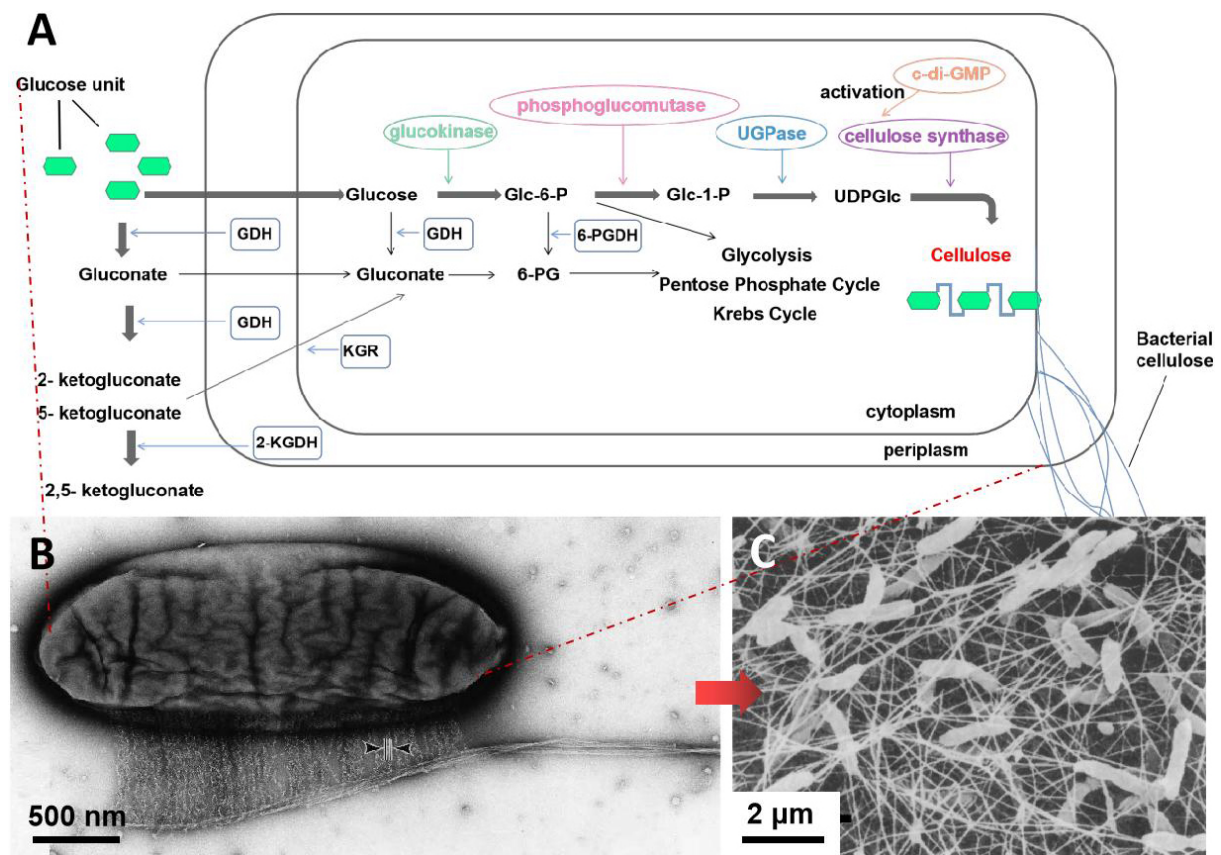 A
Glucose unit
c-di-GMP
activation
phosphoglucomutase
glucokinase
UGPase
cellulose synthase
Glucose
Glc-6-P
Glc-1-P
UDPGlc
GDH
GDH
6-PGDH
Glycolysis
Cellulose
Gluconate
Gluconate
6-PG
Pentose Phosphate Cycle
Krebs Cycle
GDH
KGR
Bacterial
cellulose
2- ketogluconate
5- ketogluconate
cytoplasm
2-KGDH
periplasm
2,5- ketogluconate
B
C
500 nm
2 µm